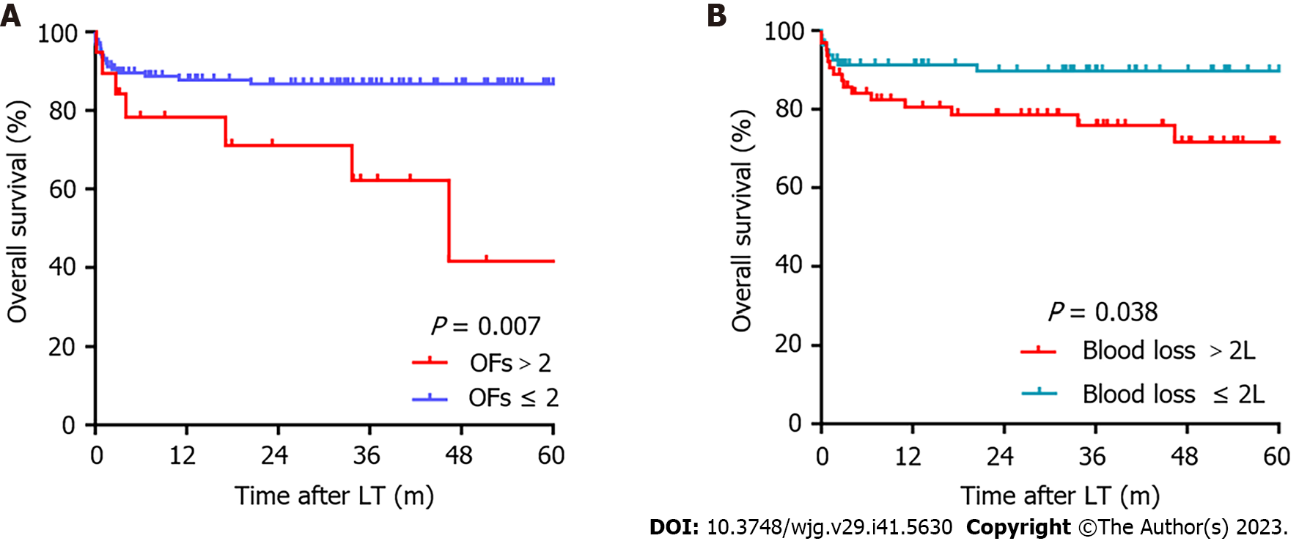 A
Overall survival (%)
100
80
60
40
20
0
P = 0.007
OFs > 2
OFs ≤ 2
0 12 24 36 48 60
Time after LT (m)
B
Overall survival (%)
100
80
60
40
20
0
P = 0.038
Blood loss > 2L
Blood loss ≤ 2L
0 12 24 36 48 60
Time after LT (m)
DOI: 10.3748/wjg.v29.i41.5630 Copyright ©The Author(s) 2023.